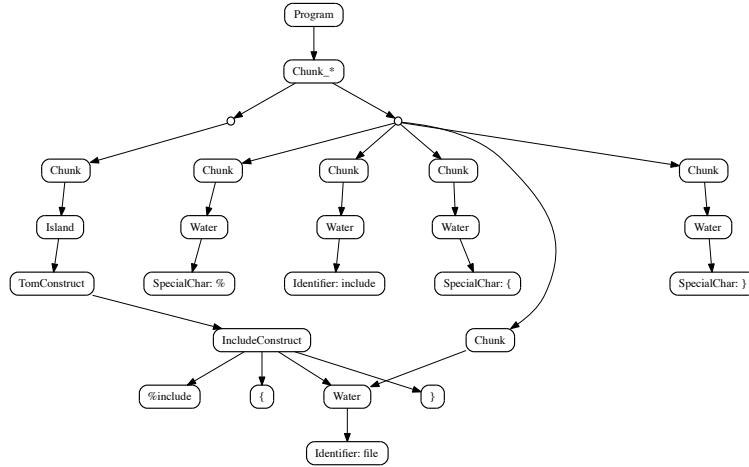 Program
Chunk_*
Chunk
Chunk
Chunk
Chunk
Chunk
Island
Water
Water
Water
Water
TomConstruct
SpecialChar: %
Identifier: include
SpecialChar: {
SpecialChar: }
IncludeConstruct
Chunk
%include
{
Water
}
Identifier: file